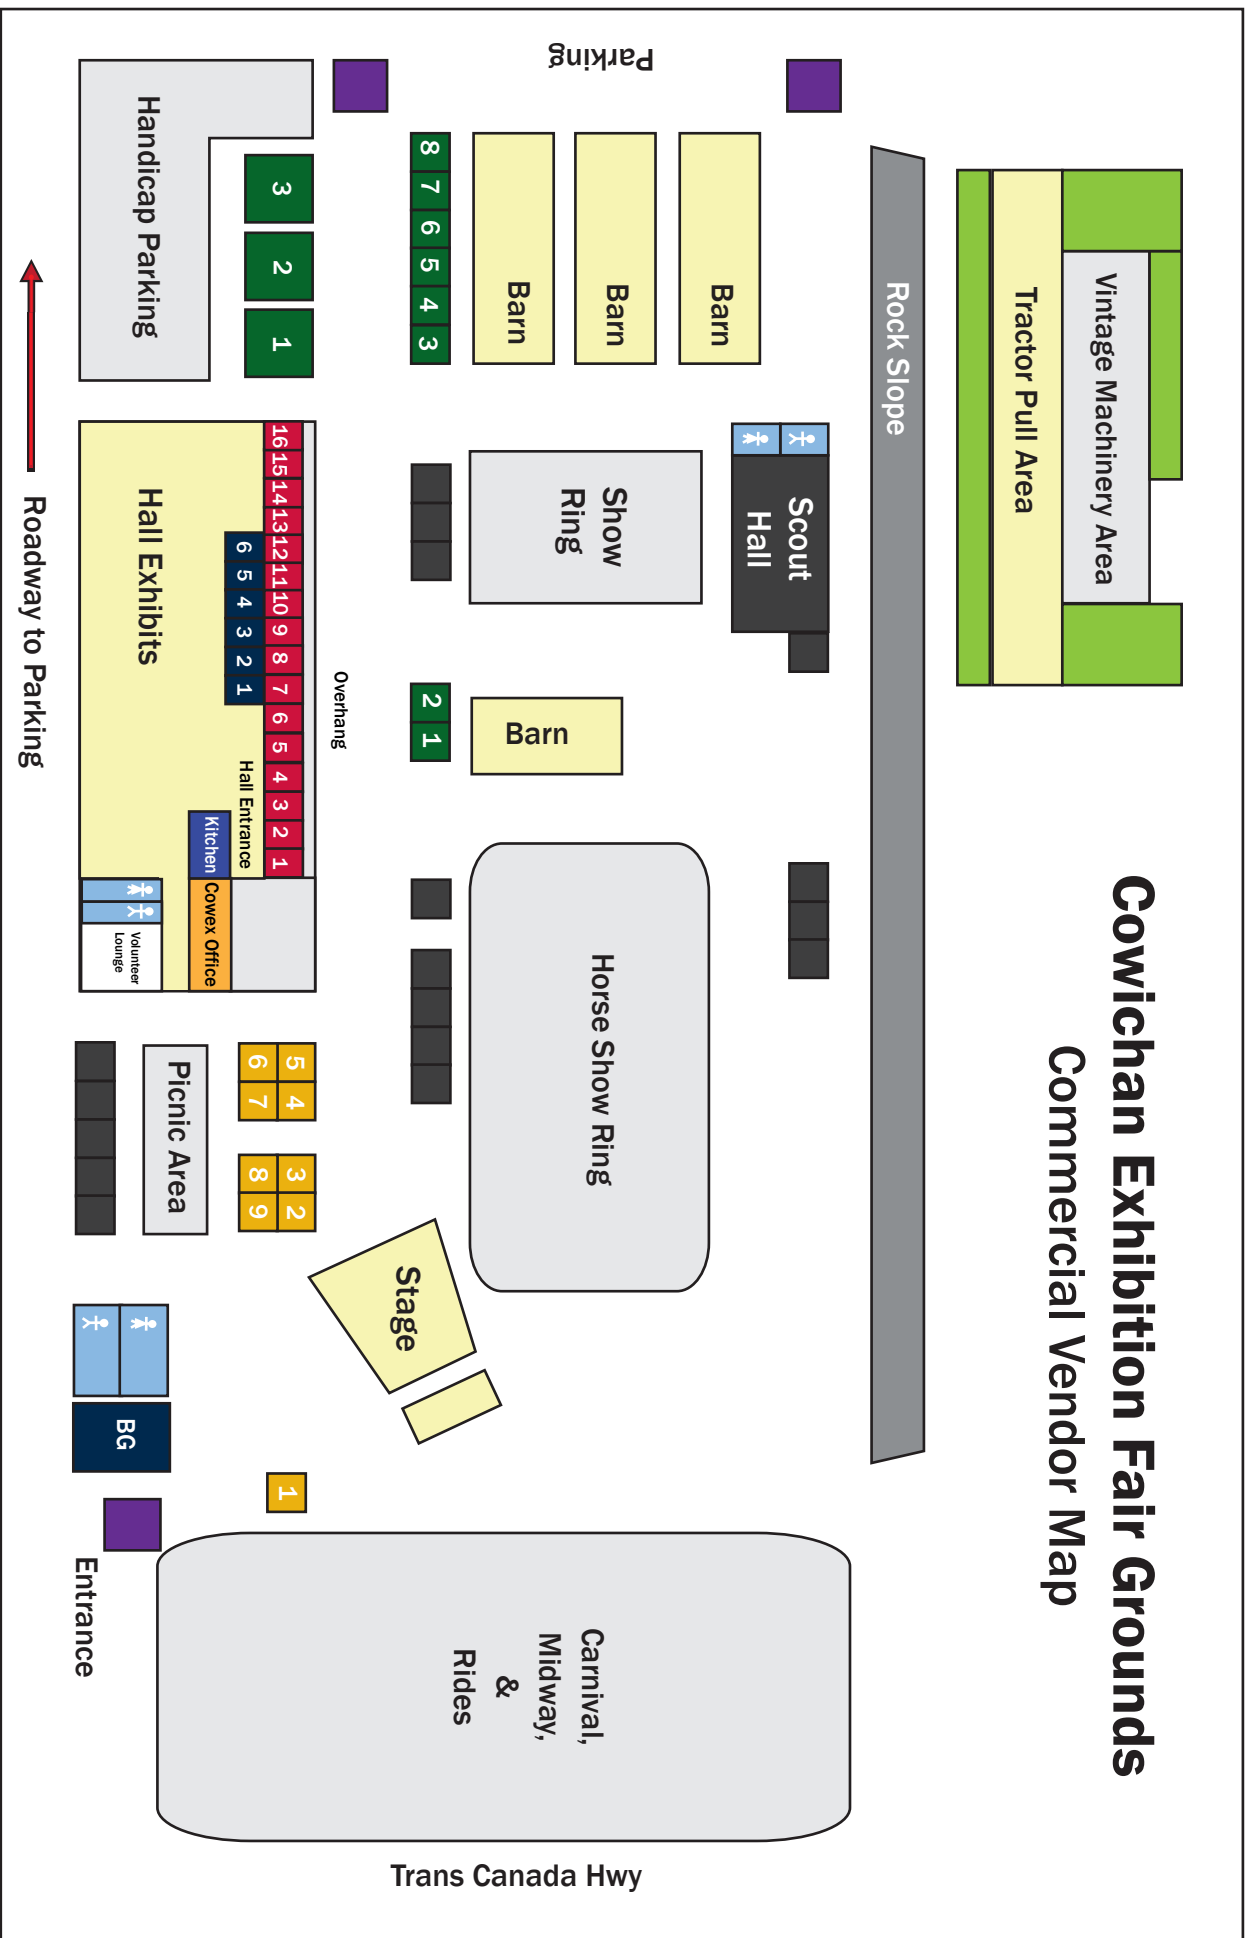 Cowichan Exhibition Fair Grounds
Commercial Vendor Map
Vintage Machinery Area
Tractor Pull Area
Rock Slope
Parking
Barn
Barn
Barn
8 7 6 5 4 3
Scout
Hall
Show
Ring
Barn
2 1
Horse Show Ring
Stage
Carnival,
Midway,
&
Rides
Trans Canada Hwy
Handicap Parking
3
2
1
Overhang
16 15 14 13 12 11 10 9 8 7 6 5 4 3 2 1
6 5 4 3 2 1
Hall Entrance
Hall Exhibits
Kitchen
Cowex Office
Volunteer
Lounge
5 4
6 7
3 2
8 9
Picnic Area
1
BG
Entrance
Roadway to Parking